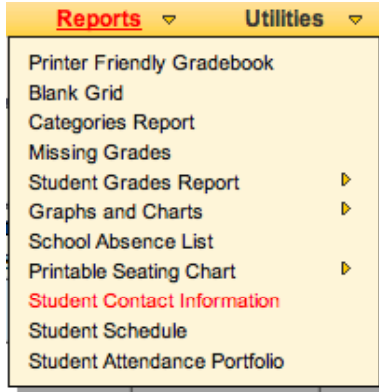 Reports Utilities
Printer Friendly Gradebook
Blank Grid
Categories Report
Missing Grades
Student Grades Report
Graphs and Charts
School Absence List
Printable Seating Chart
Student Contact Information
Student Schedule
Student Attendance Portfolio